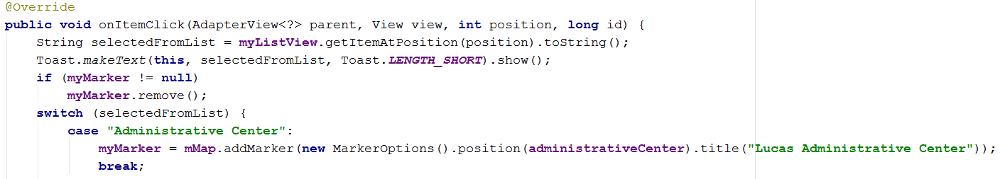 @Override
public void onItemClick(AdapterView<?> parent, View view, int position, long id) {
String selectedFromList = myListView.getItemAtPosition(position).toString();
Toast.makeText(this, selectedFromList, Toast.LENGTH_SHORT).show();
if (myMarker != null)
myMarker.remove();
switch (selectedFromList) {
case "Administrative Center":
myMarker = mMap.addMarker(new MarkerOptions().position(administrativeCenter).title("Lucas Administrative Center"));
break;